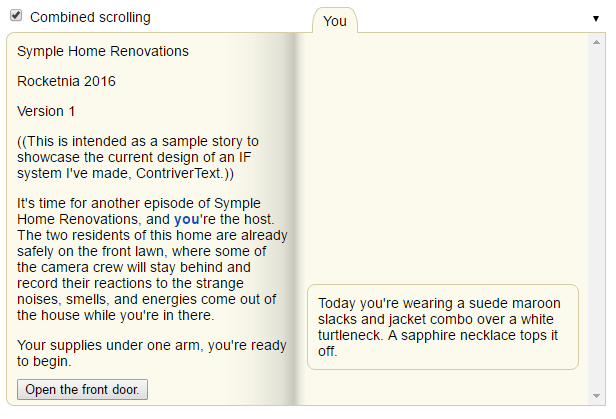 Combined scrolling
You
Symple Home Renovations
Rocketnia 2016
Version 1
((This is intended as a sample story to
showcase the current design of an IF
system I've made, ContriverText.))
It's time for another episode of Symple
Home Renovations, and you're the host.
The two residents of this home are already
safely on the front lawn, where some of
the camera crew will stay behind and
record their reactions to the strange
noises, smells, and energies come out of
the house while you're in there.
Your supplies under one arm, you're ready
to begin.
Open the front door.
Today you're wearing a suede maroon
slacks and jacket combo over a white
turtleneck. A sapphire necklace tops it
off.